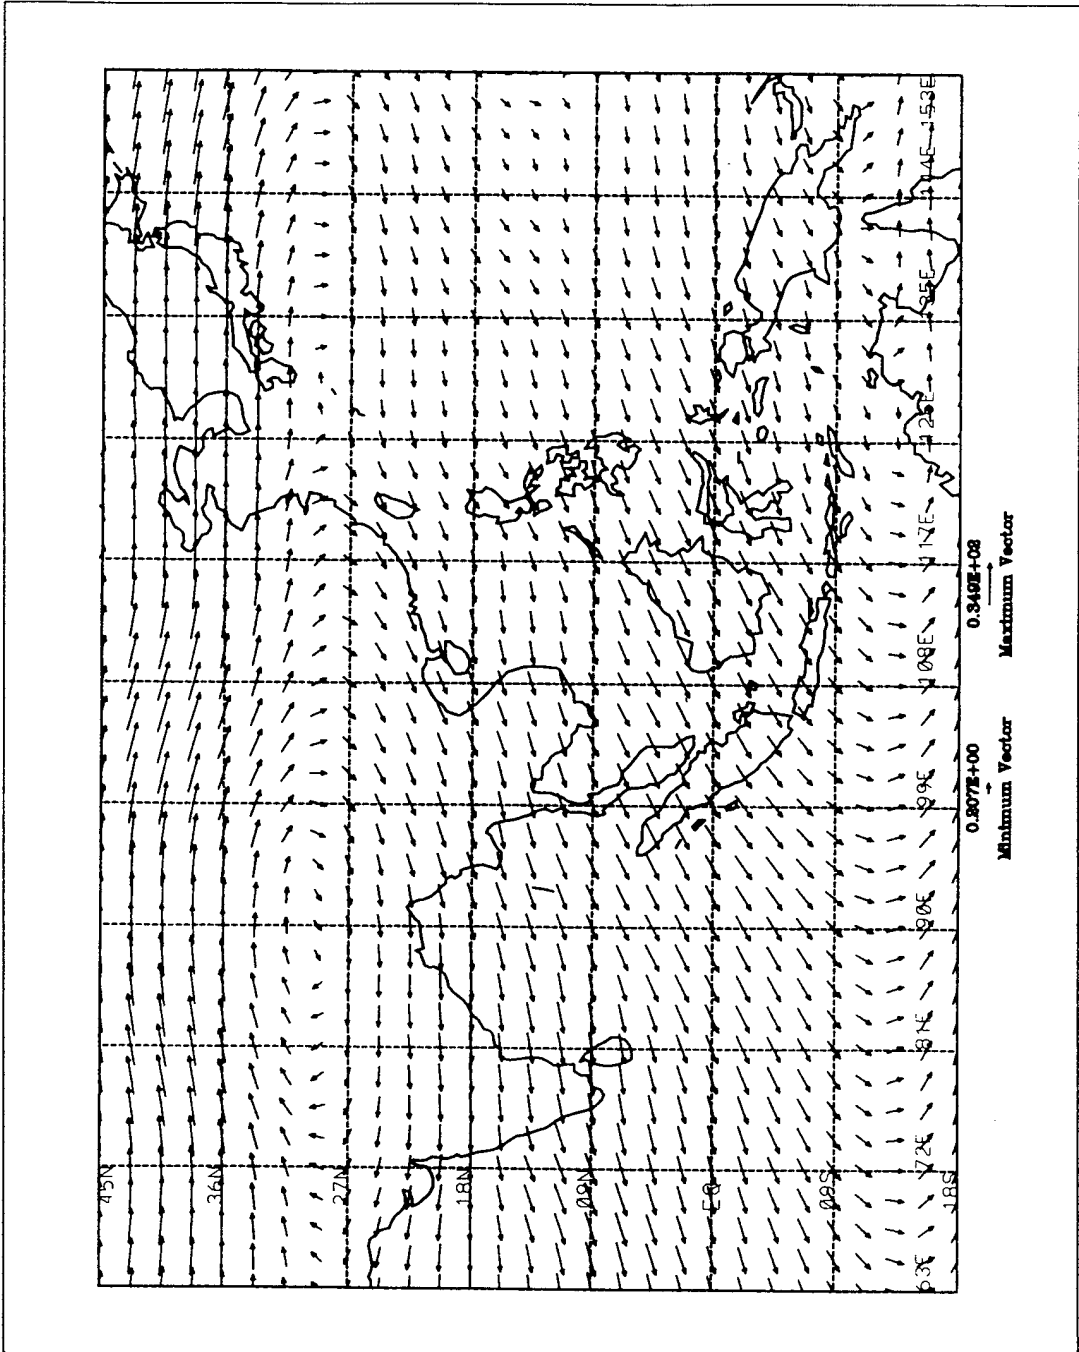 45N
36N
27N
18N
09N
EQ
09S
18S
63E
72E
81E
90E
99E
108E
117E
126E
135E
144E
153E
0.207E+00
Minimum Vector
0.349E+02
Maximum Vector